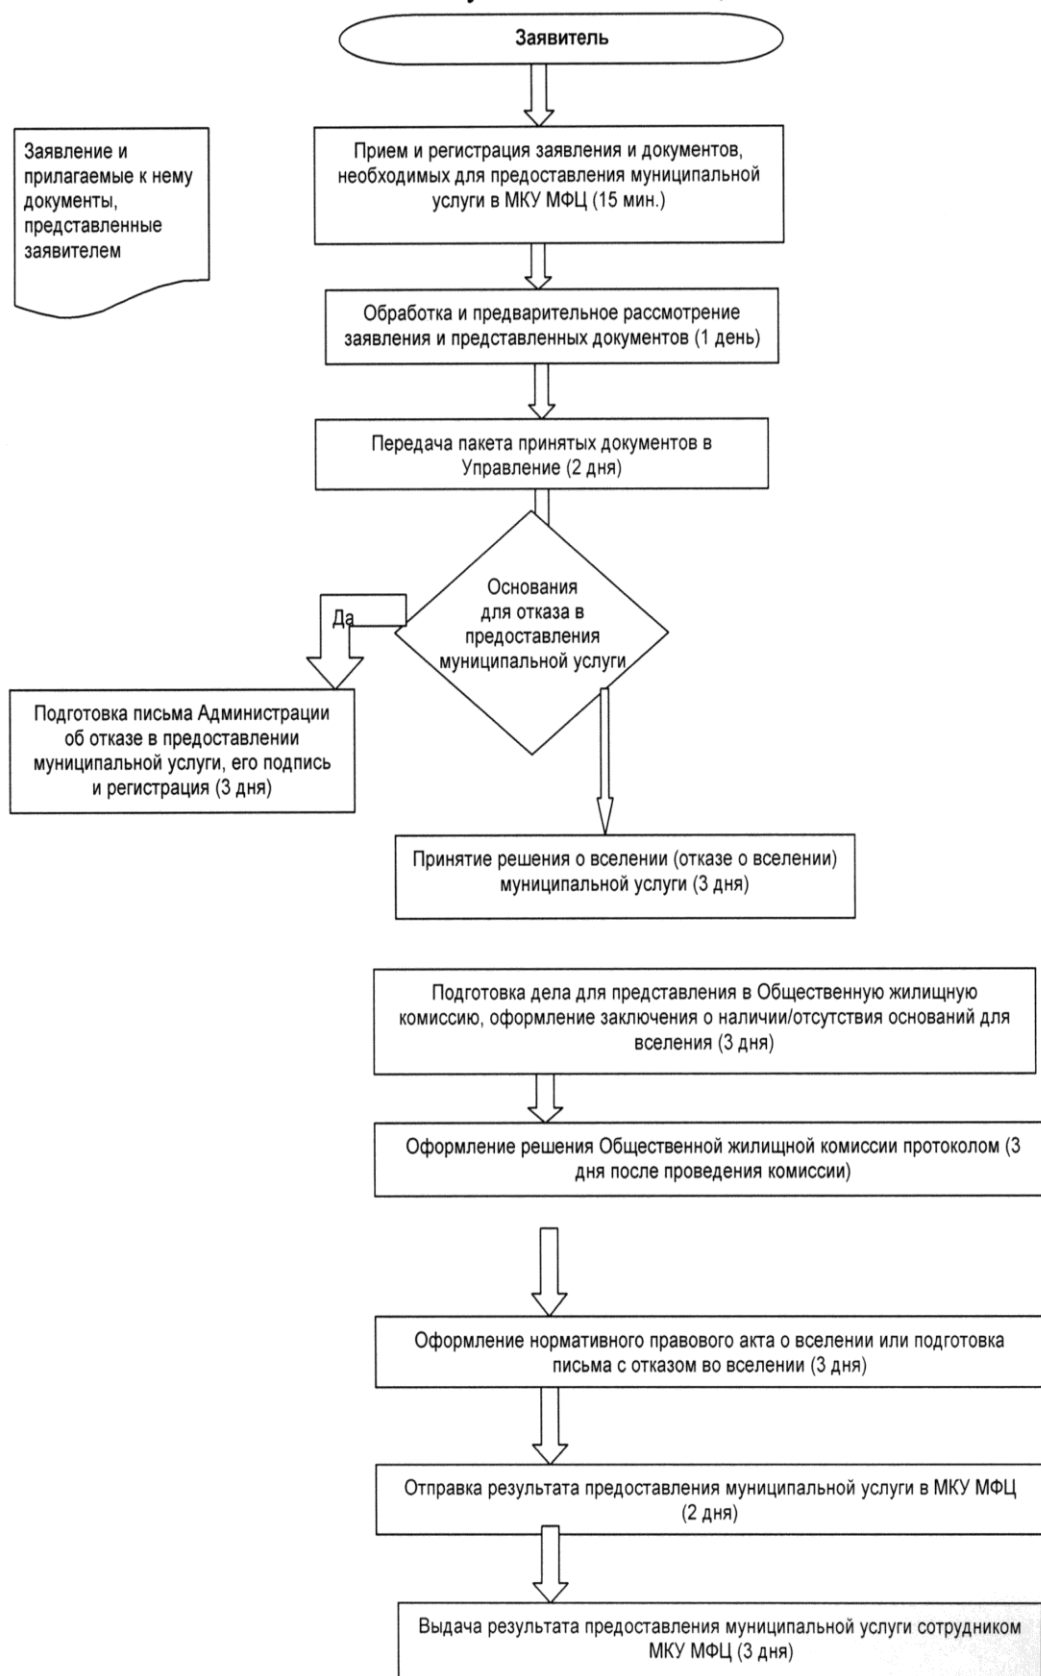 Заявитель
Заявление и
прилагаемые к нему
документы,
представленные
заявителем
Прием и регистрация заявления и документов,
необходимых для предоставления муниципальной
услуги в МКУ МФЦ (15 мин.)
Обработка и предварительное рассмотрение
заявления и представленных документов (1 день)
Передача пакета принятых документов в
Управление (2 дня)
Основания
для отказа в
предоставления
муниципальной услуги
Да
Подготовка письма Администрации
об отказе в предоставлении
муниципальной услуги, его подпись
и регистрация (3 дня)
Принятие решения о вселении (отказе о вселении)
муниципальной услуги (3 дня)
Подготовка дела для представления в Общественную жилищную
комиссию, оформление заключения о наличии/отсутствия оснований для
вселения (3 дня)
Оформление решения Общественной жилищной комиссии протоколом (3
дня после проведения комиссии)
Оформление нормативного правового акта о вселении или подготовка
письма с отказом во вселении (3 дня)
Отправка результата предоставления муниципальной услуги в МКУ МФЦ
(2 дня)
Выдача результата предоставления муниципальной услуги сотрудником
МКУ МФЦ (3 дня)